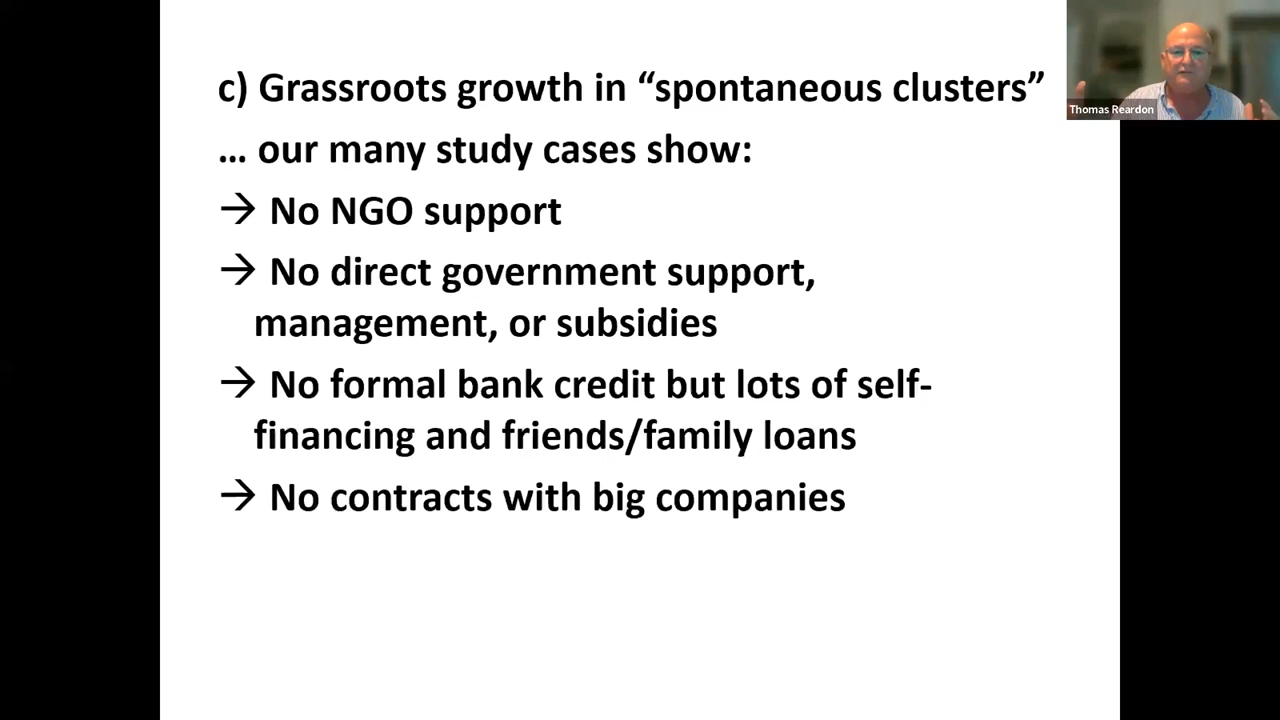 c) Grassroots growth in “spontaneous clusters”
Thomas Reardon
… our many study cases show:
→ No NGO support
→ No direct government support,
management, or subsidies
→ No formal bank credit but lots of self-
financing and friends/family loans
→ No contracts with big companies